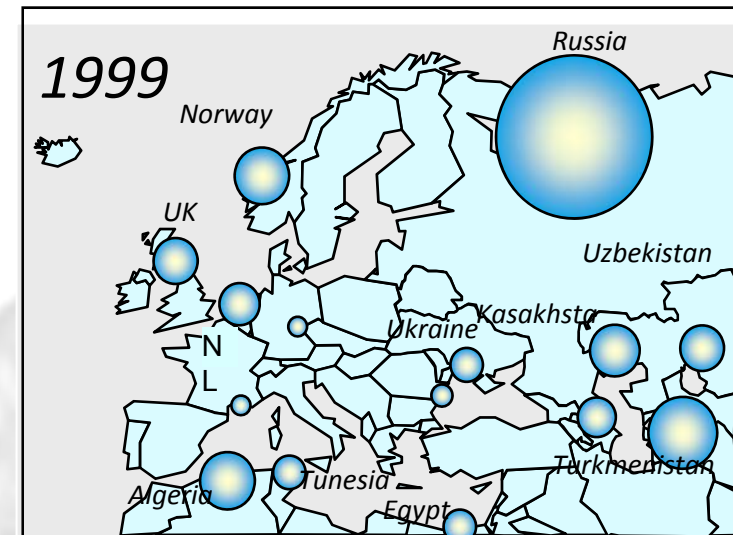 Russia
1999
Norway
UK
Uzbekistan
Kasakhsta
Ukraine
N
L
Turkmenistan
Tunesia
Algeria
Egypt